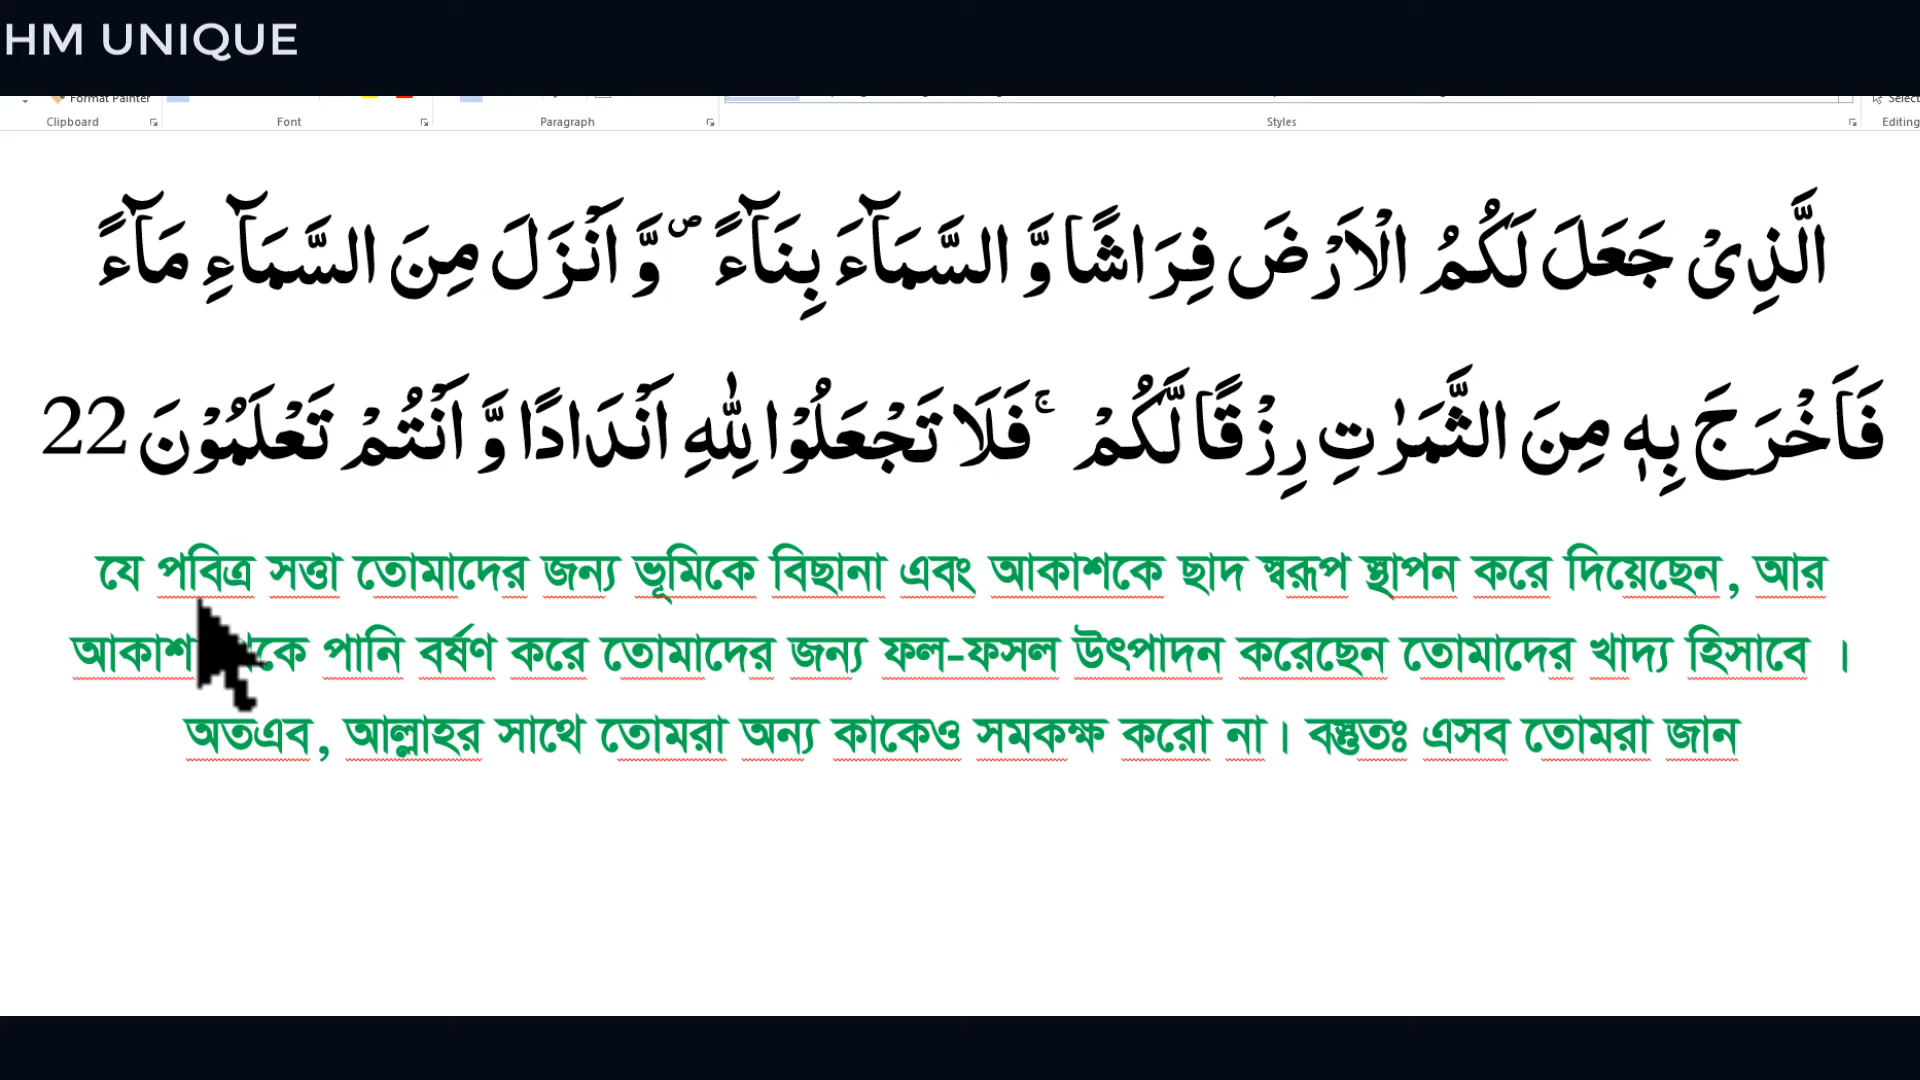 HM UNIQUE
Format Painter
Select
Clipboard Font Paragraph Styles Editing
الَّذِیْ جَعَلَ لَكُمُ الْاَرْضَ فِرَاشًا وَّ السَّمَآءَ بِنَآءً ۪ وَّ اَنْزَلَ مِنَ السَّمَآءِ مَآءً
فَاَخْرَجَ بِهٖ مِنَ الثَّمَرٰتِ رِزْقًا لَّكُمْ ۚ فَلَا تَجْعَلُوْا لِلّٰهِ اَنْدَادًا وَّ اَنْتُمْ تَعْلَمُوْنَ 22
যে পবিত্র সত্তা তোমাদের জন্য ভূমিকে বিছানা এবং আকাশকে ছাদ স্বরূপ স্থাপন করে দিয়েছেন, আর
আকাশ পানি বর্ষণ করে তোমাদের জন্য ফল-ফসল উৎপাদন করেছেন তোমাদের খাদ্য হিসাবে ।
অতএব, আল্লাহর সাথে তোমরা অন্য কাকেও সমকক্ষ করো না। বস্তুতঃ এসব তোমরা জান